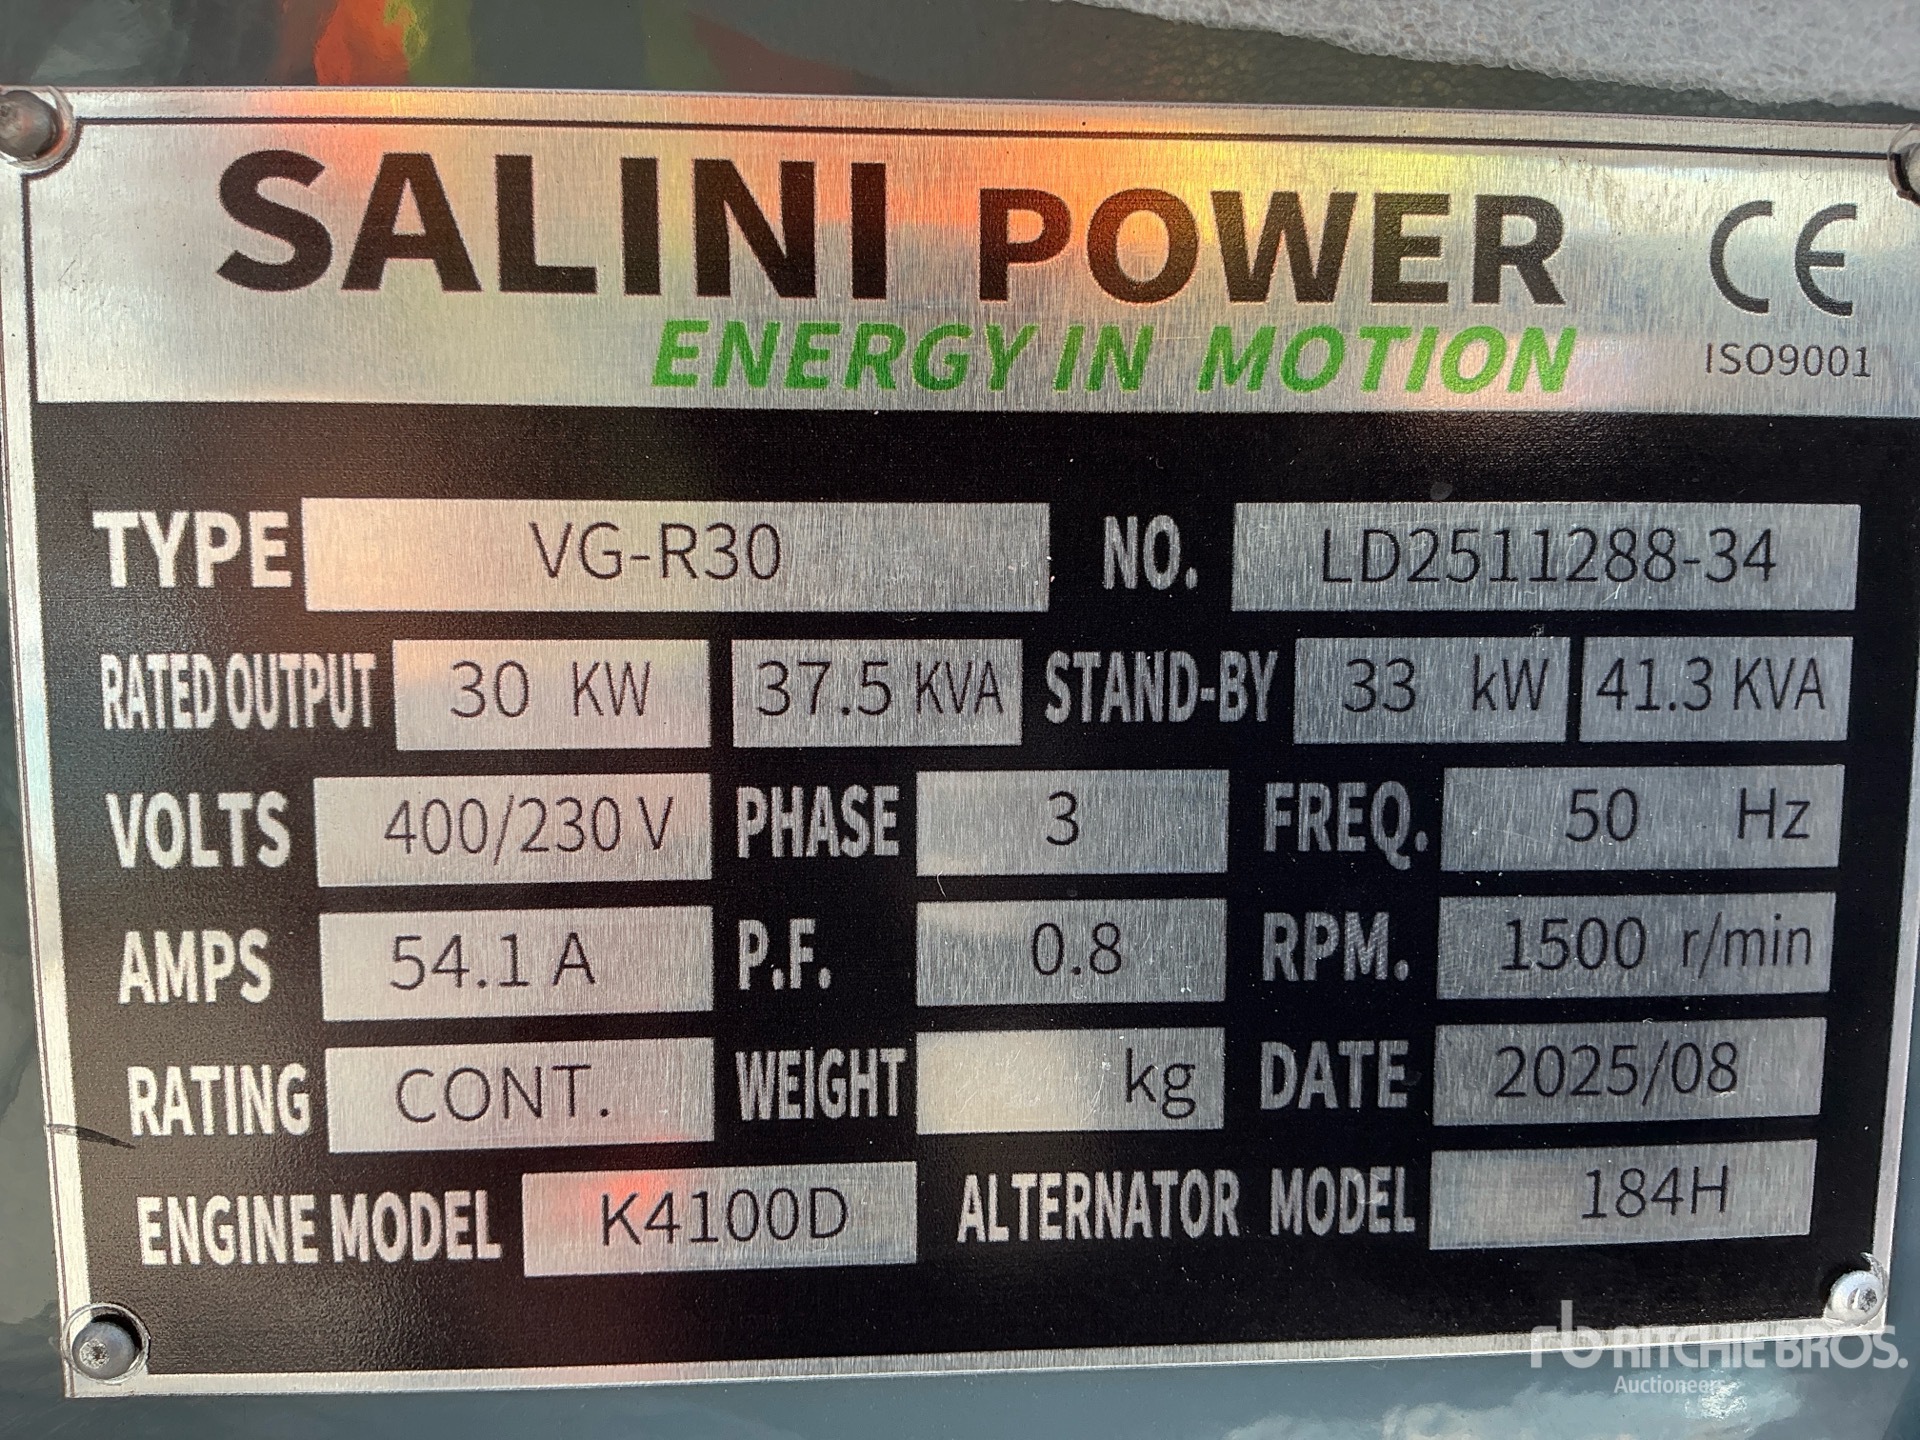 SALINI POWER
ENERGY IN MOTION
CE
ISO9001
TYPE VG-R30 NO. LD2511288-34
RATED OUTPUT 30 KW 37.5 KVA STAND-BY 33 kW 41.3 KVA
VOLTS 400/230 V PHASE 3 FREQ. 50 Hz
AMPS 54.1 A P.F. 0.8 RPM. 1500 r/min
RATING CONT. WEIGHT kg DATE 2025/08
ENGINE MODEL K4100D ALTERNATOR MODEL 184H
rb RITCHIE BROS.
Auctioneers